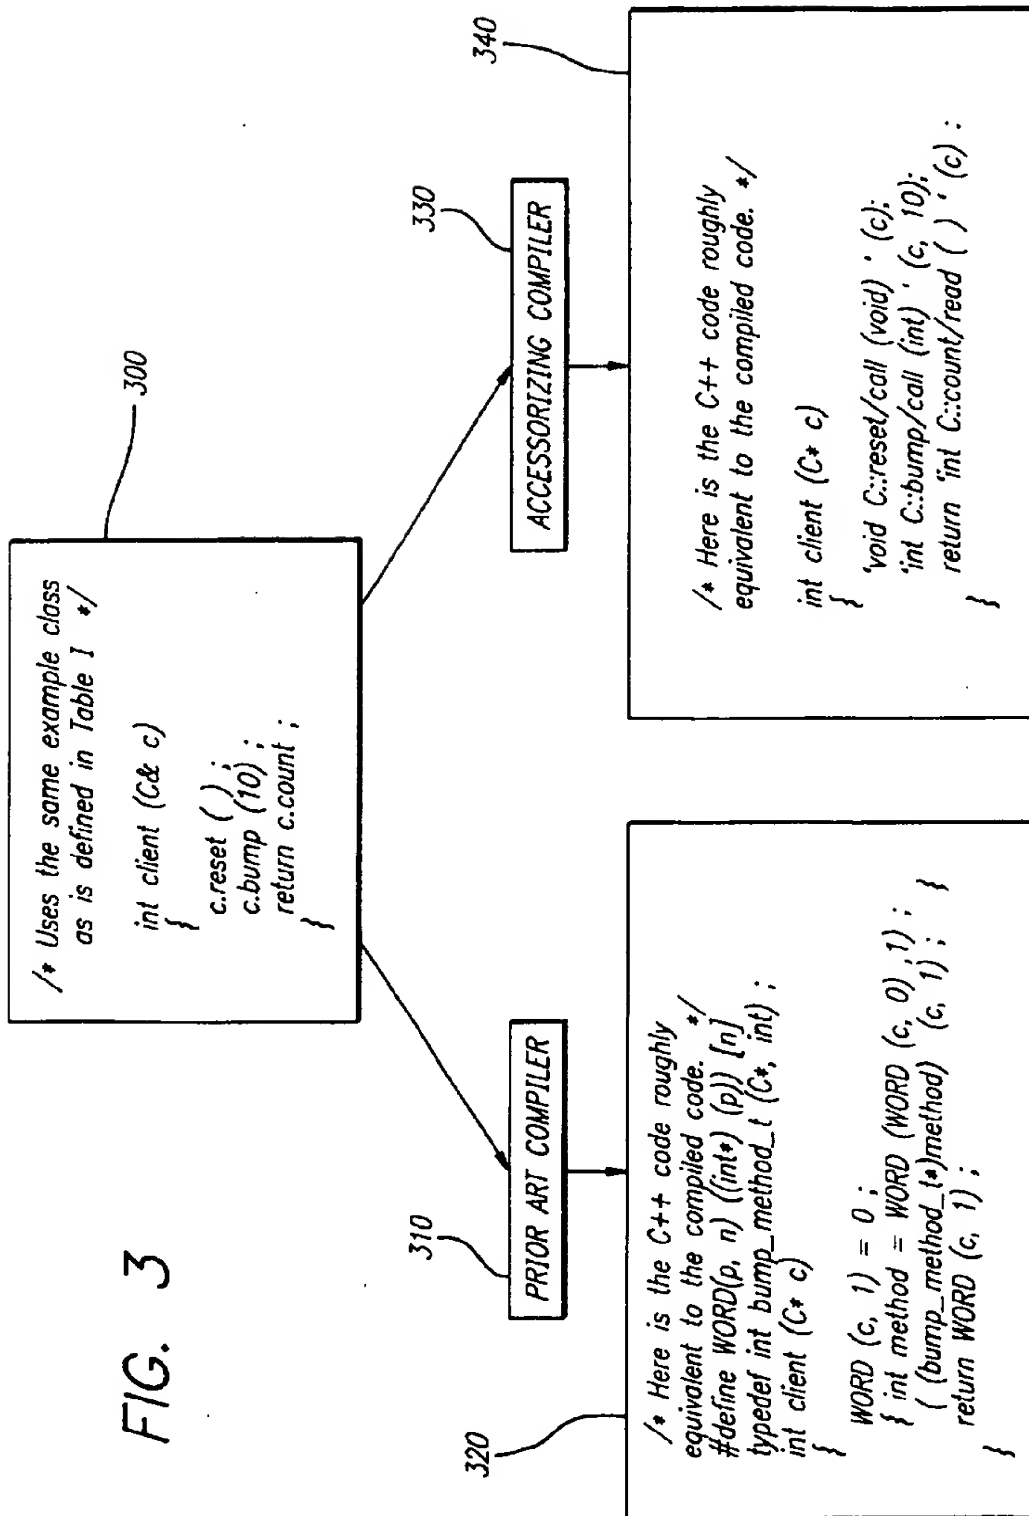 FIG. 3
300
/* Uses the same example class
as is defined in Table I */
int client (C& c)
{
c.reset ( ) ;
c.bump (10) ;
return c.count ;
}
310
PRIOR ART COMPILER
330
ACCESSORIZING COMPILER
320
/* Here is the C++ code roughly
equivalent to the compiled code. */
#define WORD(p, n) ((int*) (p)) [n]
typedef int bump_method_t (C*, int) ;
int client (C* c)
{
WORD (c, 1) = 0 ;
{ int method = WORD (WORD (c, 0) ,1) ;
( (bump_method_t*)method) (c, 1) ; }
return WORD (c, 1) ;
}
340
/* Here is the C++ code roughly
equivalent to the compiled code. */
int client (C* c)
{
'void C::reset/call (void) ' (c);
'int C::bump/call (int) ' (c, 10);
return 'int C::count/read ( ) ' (c) ;
}